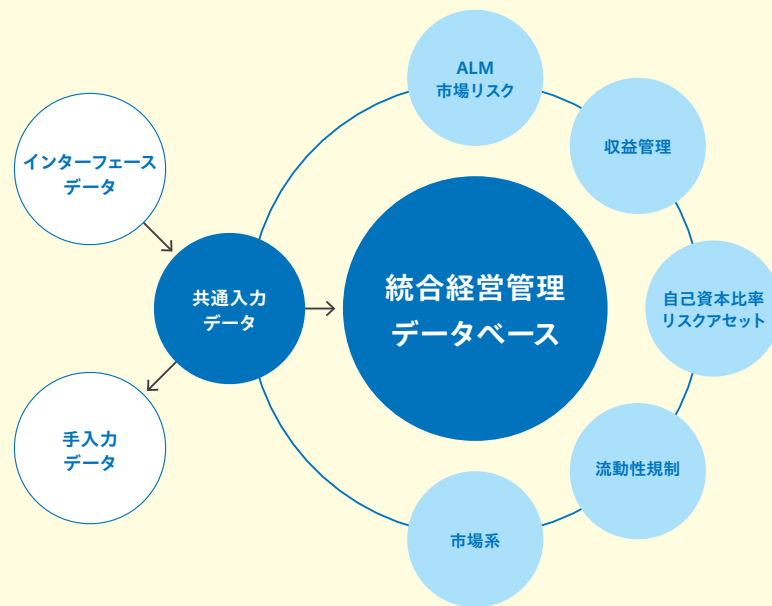 インターフェース
データ
共通入力
データ
手入力
データ
統合経営管理
データベース
ALM
市場リスク
収益管理
自己資本比率
リスクアセット
流動性規制
市場系